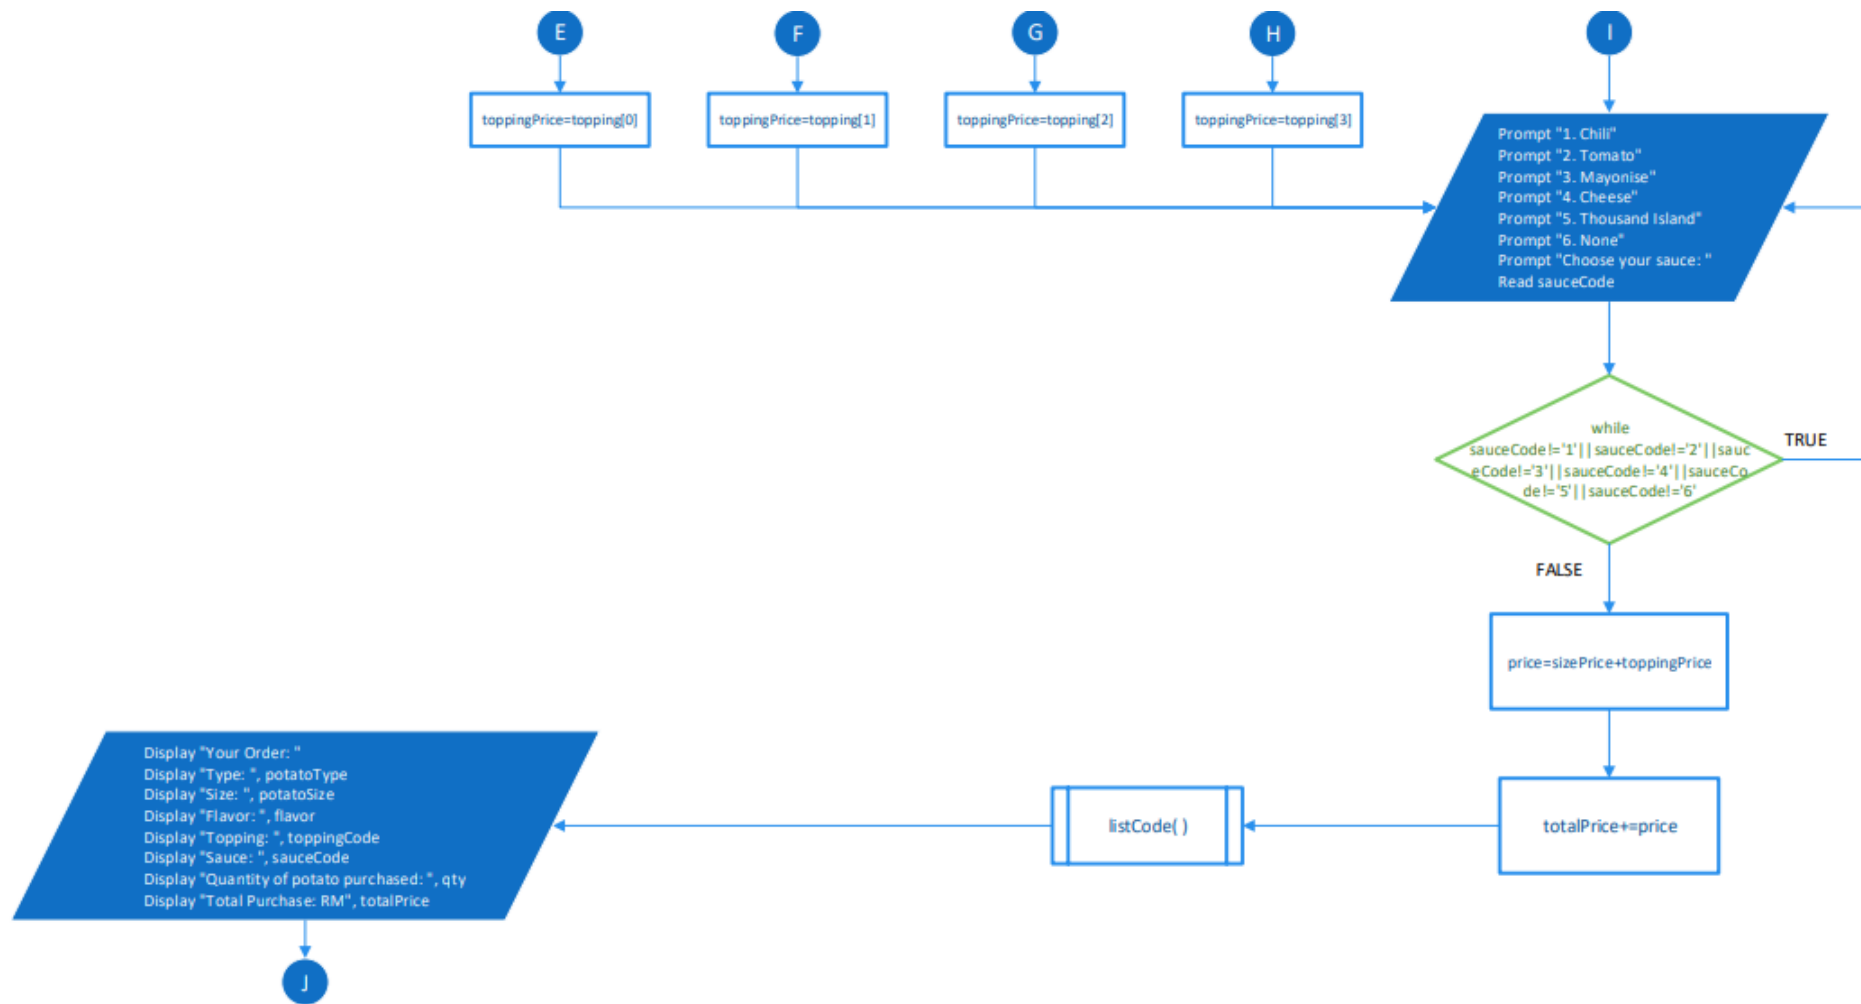 E
F
G
H
I
toppingPrice=topping[0]
toppingPrice=topping[1]
toppingPrice=topping[2]
toppingPrice=topping[3]
Prompt "1. Chili"
Prompt "2. Tomato"
Prompt "3. Mayonise"
Prompt "4. Cheese"
Prompt "5. Thousand Island"
Prompt "6. None"
Prompt "Choose your sauce: "
Read sauceCode
while
sauceCode!='1'||sauceCode!='2'||sauc
eCode!='3'||sauceCode!='4'||sauceCo
de!='5'||sauceCode!='6'
TRUE
FALSE
price=sizePrice+toppingPrice
totalPrice+=price
listCode( )
Display "Your Order: "
Display "Type: ", potatoType
Display "Size: ", potatoSize
Display "Flavor: ", flavor
Display "Topping: ", toppingCode
Display "Sauce: ", sauceCode
Display "Quantity of potato purchased: ", qty
Display "Total Purchase: RM", totalPrice
J